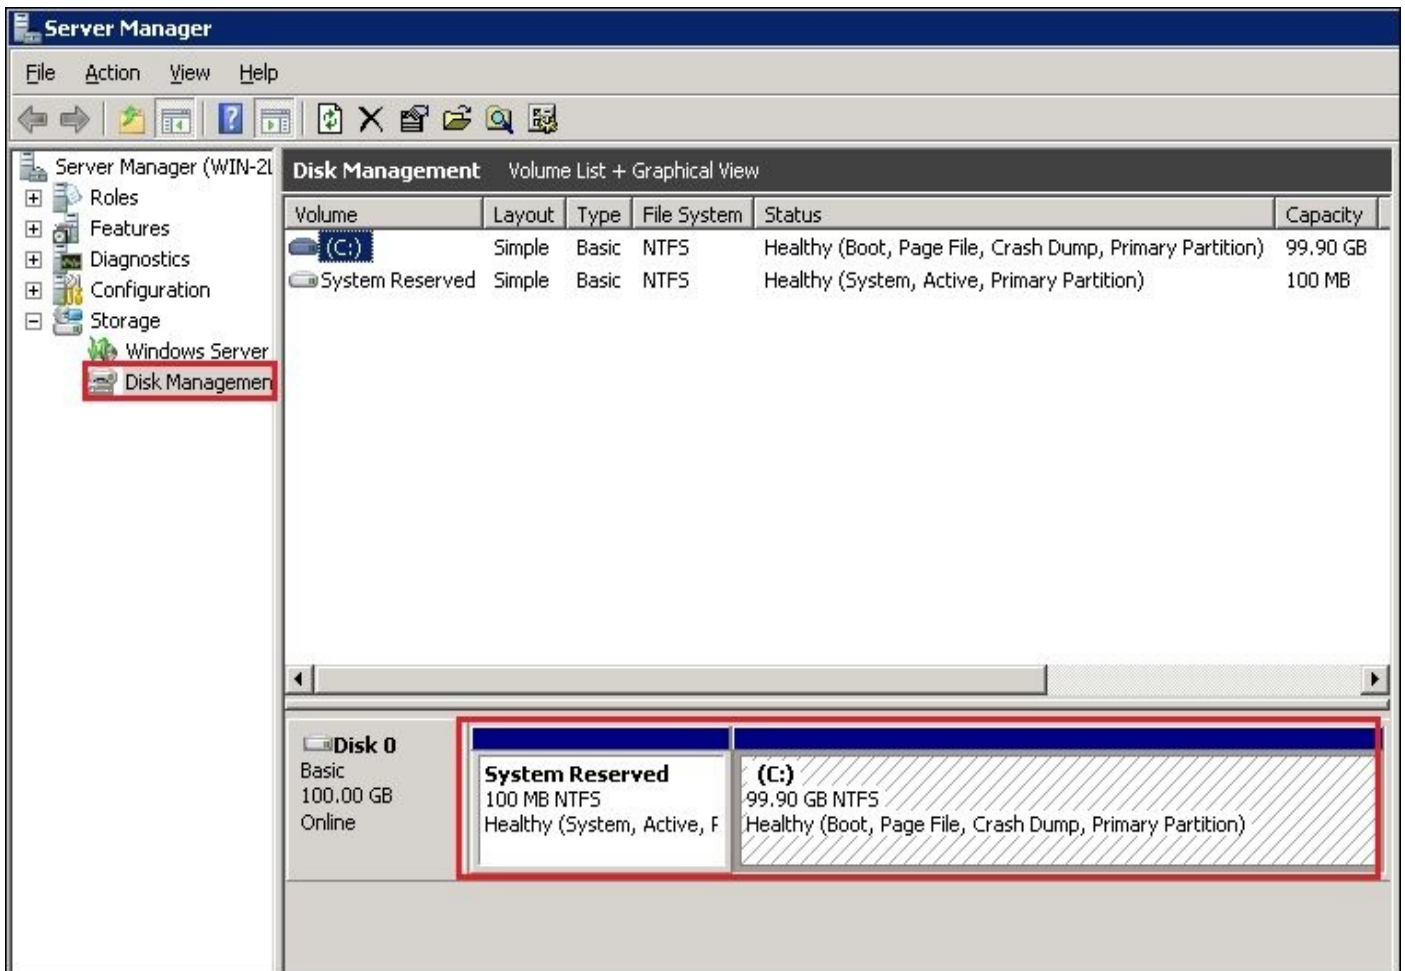 Server Manager
File Action View Help
Server Manager (WIN-2L
Roles
Features
Diagnostics
Configuration
Storage
Windows Server
Disk Managemen
Disk Management Volume List + Graphical View
Volume Layout Type File System Status Capacity
(C:) Simple Basic NTFS Healthy (Boot, Page File, Crash Dump, Primary Partition) 99.90 GB
System Reserved Simple Basic NTFS Healthy (System, Active, Primary Partition) 100 MB
Disk 0
Basic
100.00 GB
Online
System Reserved
100 MB NTFS
Healthy (System, Active, P
(C:)
99.90 GB NTFS
Healthy (Boot, Page File, Crash Dump, Primary Partition)